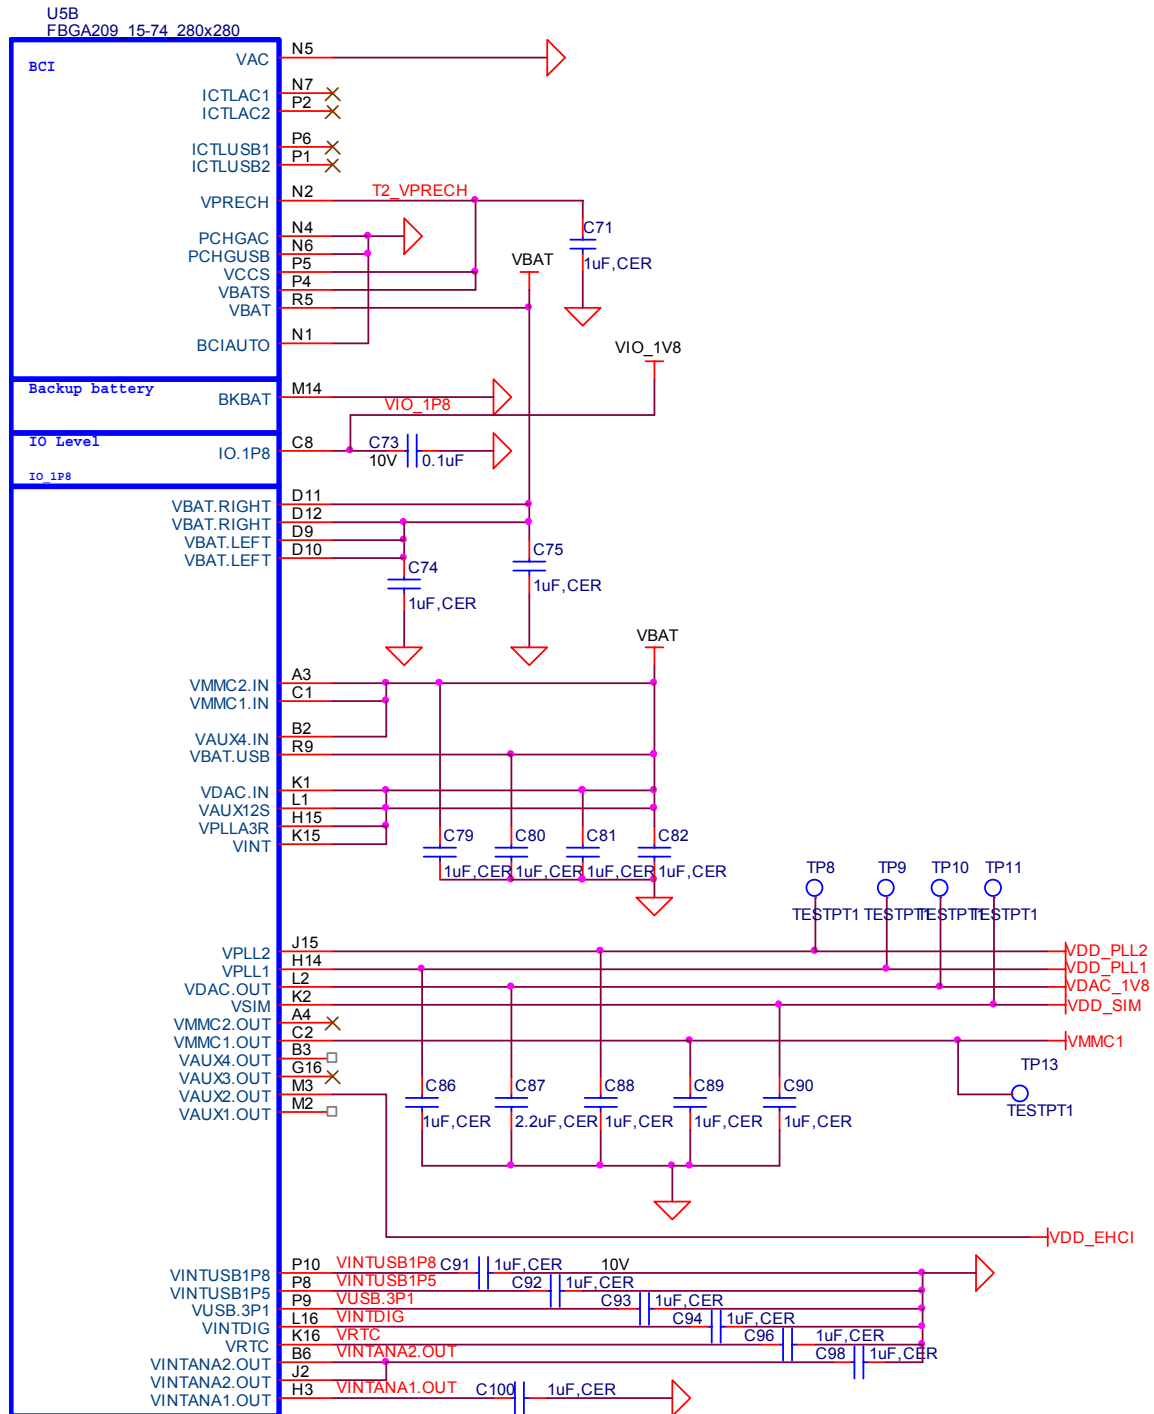 U5B
FBGA209_15-74_280x280
BCI
VAC N5
ICTLAC1 N7
ICTLAC2 P2
ICTLUSB1 P6
ICTLUSB2 P1
VPRECH N2 T2_VPRECH
C71
1uF,CER
PCHGAC N4
PCHGUSB N6
VCCS P5
VBATS P4
VBAT R5
VBAT
BCIAUTO N1
VIO_1V8
Backup battery
BKBAT M14
VIO_1P8
IO Level
IO.1P8 C8
C73
10V 0.1uF
IO_1P8
VBAT.RIGHT D11
VBAT.RIGHT D12
VBAT.LEFT D9
VBAT.LEFT D10
C74
1uF,CER
C75
1uF,CER
VBAT
VMMC2.IN A3
VMMC1.IN C1
VAUX4.IN B2
VBAT.USB R9
VDAC.IN K1
VAUX12S L1
VPLLA3R H15
VINT K15
C79 C80 C81 C82
1uF,CER 1uF,CER 1uF,CER 1uF,CER
TP8 TP9 TP10 TP11
TESTPT1 TESTPT1 TESTPT1 TESTPT1
VPLL2 J15 VDD_PLL2
VPLL1 H14 VDD_PLL1
VDAC.OUT L2 VDAC_1V8
VSIM K2 VDD_SIM
VMMC2.OUT A4
VMMC1.OUT C2 VMMC1
VAUX4.OUT B3
VAUX3.OUT G16
VAUX2.OUT M3
VAUX1.OUT M2
TP13
TESTPT1
C86 C87 C88 C89 C90
1uF,CER 2.2uF,CER 1uF,CER 1uF,CER 1uF,CER
VDD_EHCI
VINTUSB1P8 P10 VINTUSB1P8 C91 1uF,CER 10V
VINTUSB1P5 P8 VINTUSB1P5 C92 1uF,CER
VUSB.3P1 P9 VUSB.3P1 C93 1uF,CER
VINTDIG L16 VINTDIG C94 1uF,CER
VRTC K16 VRTC C96 1uF,CER
VINTANA2.OUT B6 VINTANA2.OUT C98 1uF,CER
VINTANA2.OUT J2
VINTANA1.OUT H3 VINTANA1.OUT C100 1uF,CER